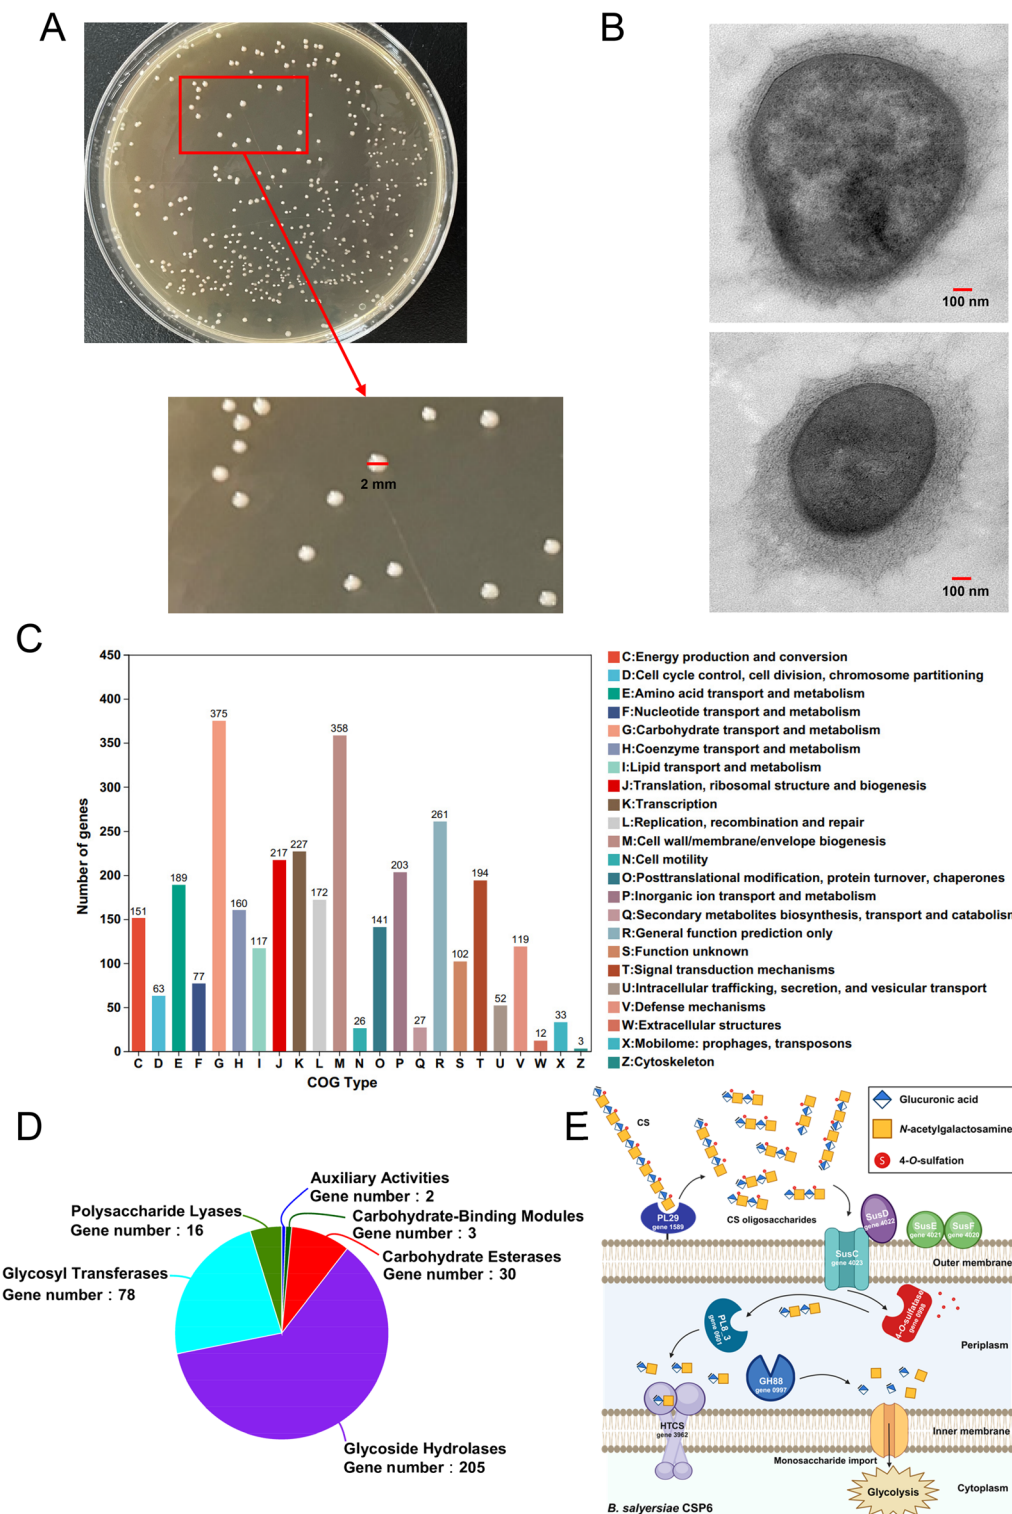 A
B
100 nm
2 mm
100 nm
C
450
400
350
300
250
200
150
100
50
0
Number of genes
151
63
189
77
375
160
117
217
227
172
358
26
141
203
27
261
102
194
52
119
12
33
3
C D E F G H I J K L M N O P Q R S T U V W X Z
COG Type
C:Energy production and conversion
D:Cell cycle control, cell division, chromosome partitioning
E:Amino acid transport and metabolism
F:Nucleotide transport and metabolism
G:Carbohydrate transport and metabolism
H:Coenzyme transport and metabolism
I:Lipid transport and metabolism
J:Translation, ribosomal structure and biogenesis
K:Transcription
L:Replication, recombination and repair
M:Cell wall/membrane/envelope biogenesis
N:Cell motility
O:Posttranslational modification, protein turnover, chaperones
P:Inorganic ion transport and metabolism
Q:Secondary metabolites biosynthesis, transport and catabolism
R:General function prediction only
S:Function unknown
T:Signal transduction mechanisms
U:Intracellular trafficking, secretion, and vesicular transport
V:Defense mechanisms
W:Extracellular structures
X:Mobilome: prophages, transposons
Z:Cytoskeleton
D
Auxiliary Activities
Gene number : 2
Carbohydrate-Binding Modules
Gene number : 3
Carbohydrate Esterases
Gene number : 30
Polysaccharide Lyases
Gene number : 16
Glycosyl Transferases
Gene number : 78
Glycoside Hydrolases
Gene number : 205
E
CS
Glucuronic acid
N-acetylgalactosamine
S
4-O-sulfation
PL29
gene 1589
CS oligosaccharides
SusD
gene 4022
SusE
gene 4021
SusF
gene 4020
SusC
gene 4023
Outer membrane
4-O-sulfatase
gene 0998
PL8_3
gene 0601
Periplasm
GH88
gene 0997
HTCS
gene 3962
Inner membrane
Monosaccharide import
Glycolysis
Cytoplasm
B. salyersiae CSP6